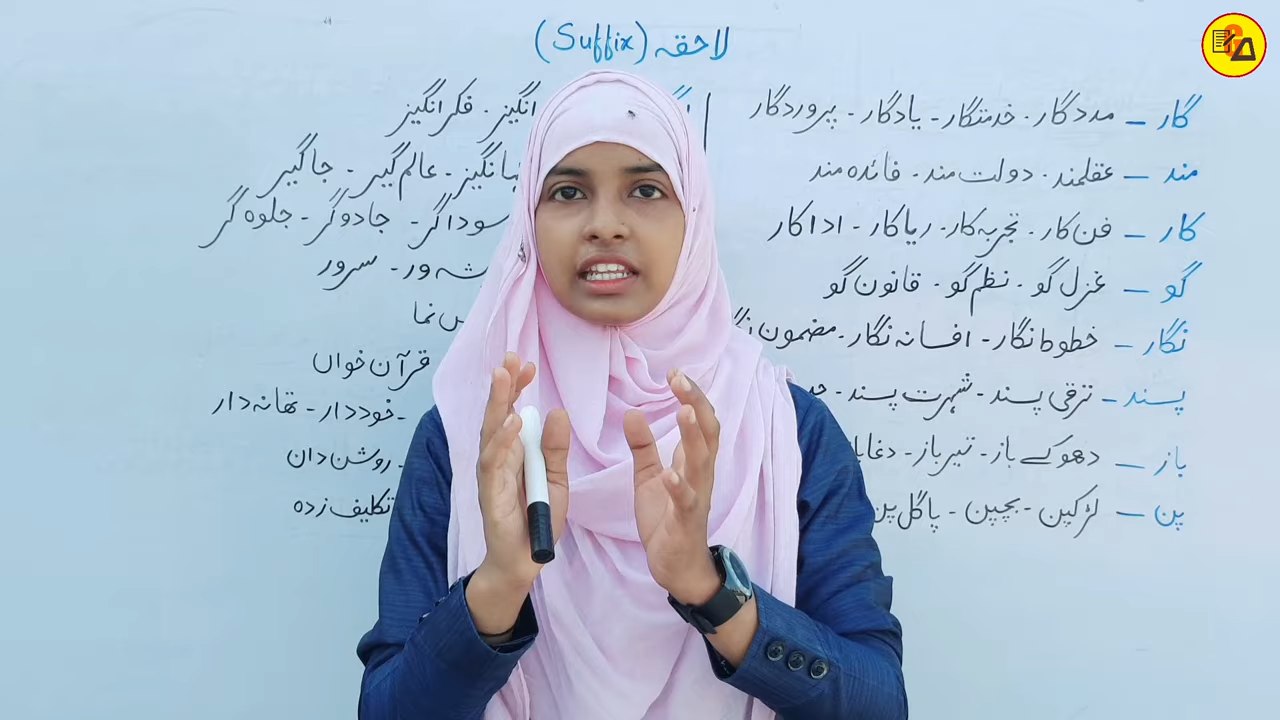 لاحقہ (Suffix)
گار – مددگار۔ خدمتگار۔ یادگار۔ پروردگار
مند – عقلمند۔ دولت مند۔ فائدہ مند
کار – فن کار۔ تجربہ کار۔ ریاکار۔ اداکار
گو – غزل گو۔ نظم گو۔ قانون گو
نگار – خطوط نگار۔ افسانہ نگار۔ مضمون
پسند – ترقی پسند۔ شہرت پسند۔
باز – دھوکے باز۔ تیر باز۔
پن – لڑکپن۔ بچپن۔ پاگل پن
انگیز۔ فکر انگیز
عالم گیر۔ جاگیر
سوداگر۔ جادوگر۔ جلوہ گر
سرور
نما
قرآن خواں
خوددار۔ تھانہ دار
روشن دان
تکلیف زدہ